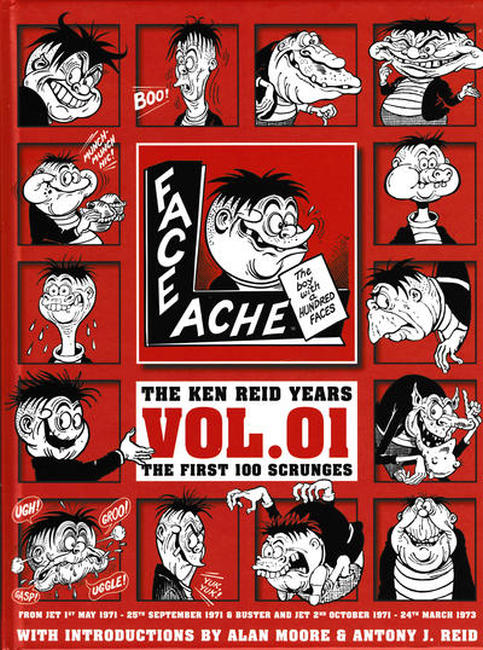 BOO!
MUNCH-
MUNCH
HIC!
FACE
ACHE
The
boy
with
a
HUNDRED
FACES
THE KEN REID YEARS
VOL.01
THE FIRST 100 SCRUNGES
UGH!
GROO!
GASP!
UGGLE!
YUK
YUK!
FROM JET 1ST MAY 1971 - 25TH SEPTEMBER 1971 & BUSTER AND JET 2ND OCTOBER 1971 - 24TH MARCH 1973
WITH INTRODUCTIONS BY ALAN MOORE & ANTONY J. REID